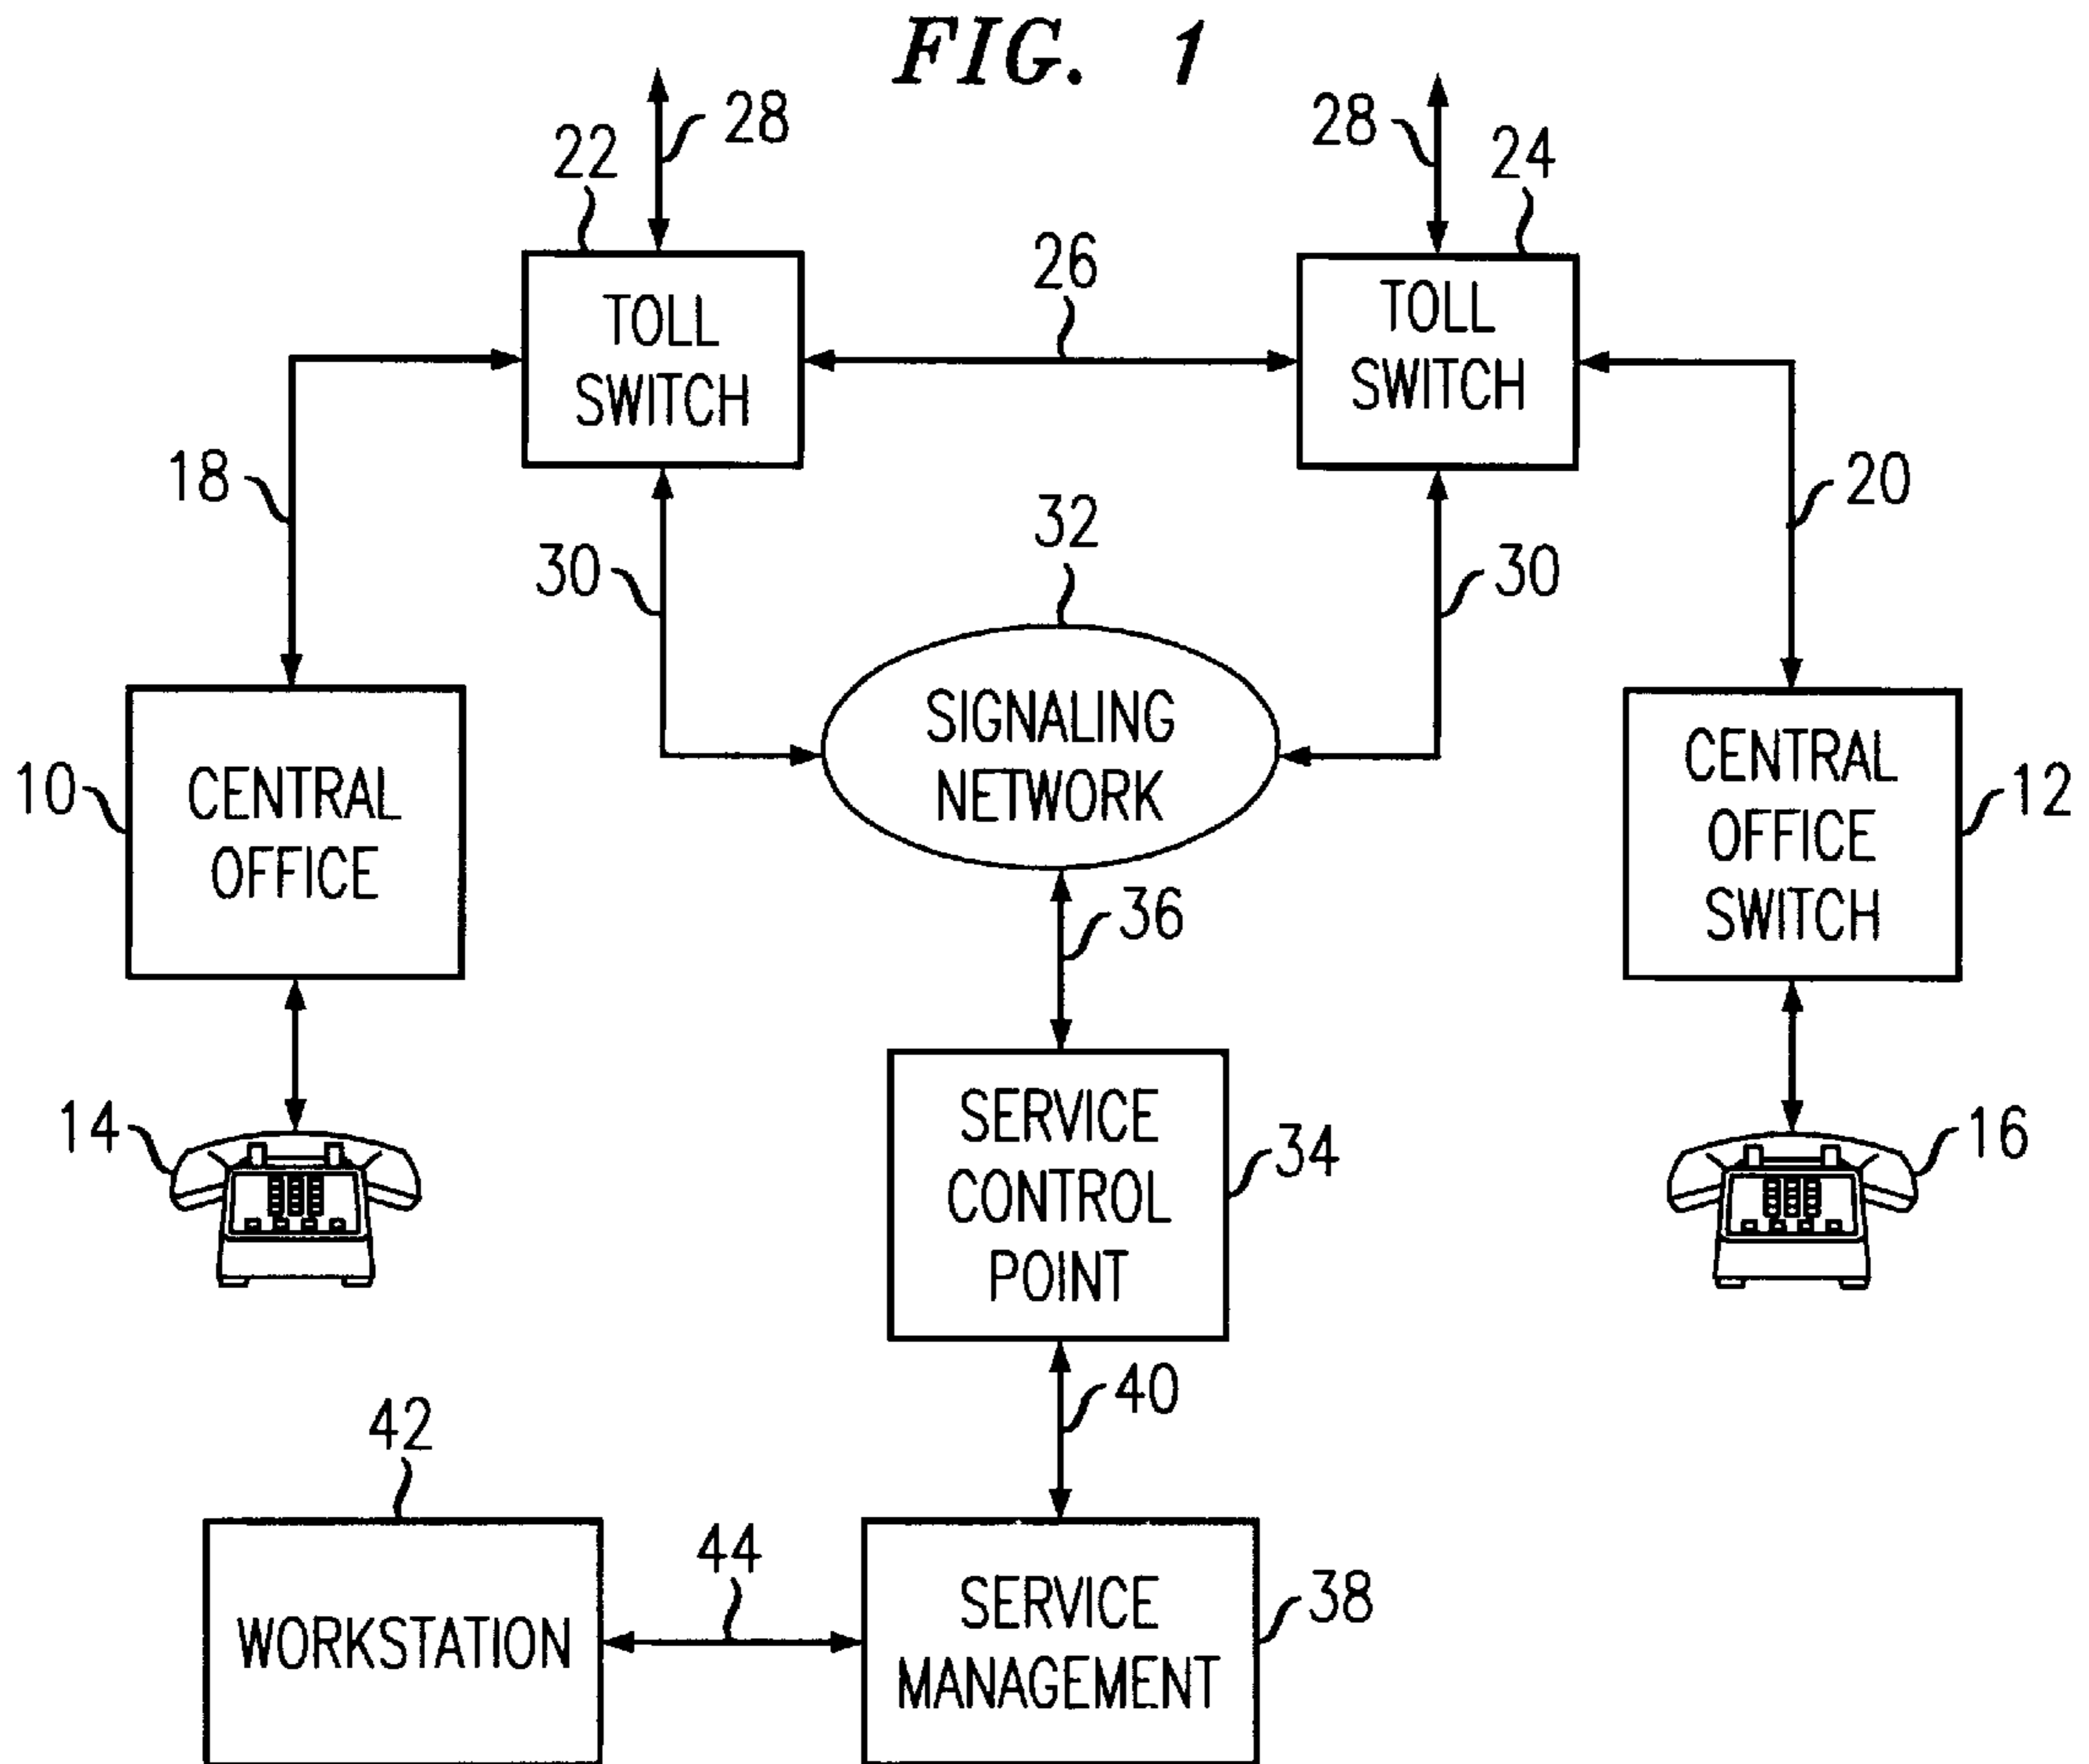 FIG. 1
28
28
22
24
26
TOLL
SWITCH
TOLL
SWITCH
18
20
32
30
30
SIGNALING
NETWORK
10
CENTRAL
OFFICE
CENTRAL
OFFICE
SWITCH
12
36
14
SERVICE
CONTROL
POINT
34
16
40
42
44
WORKSTATION
SERVICE
MANAGEMENT
38